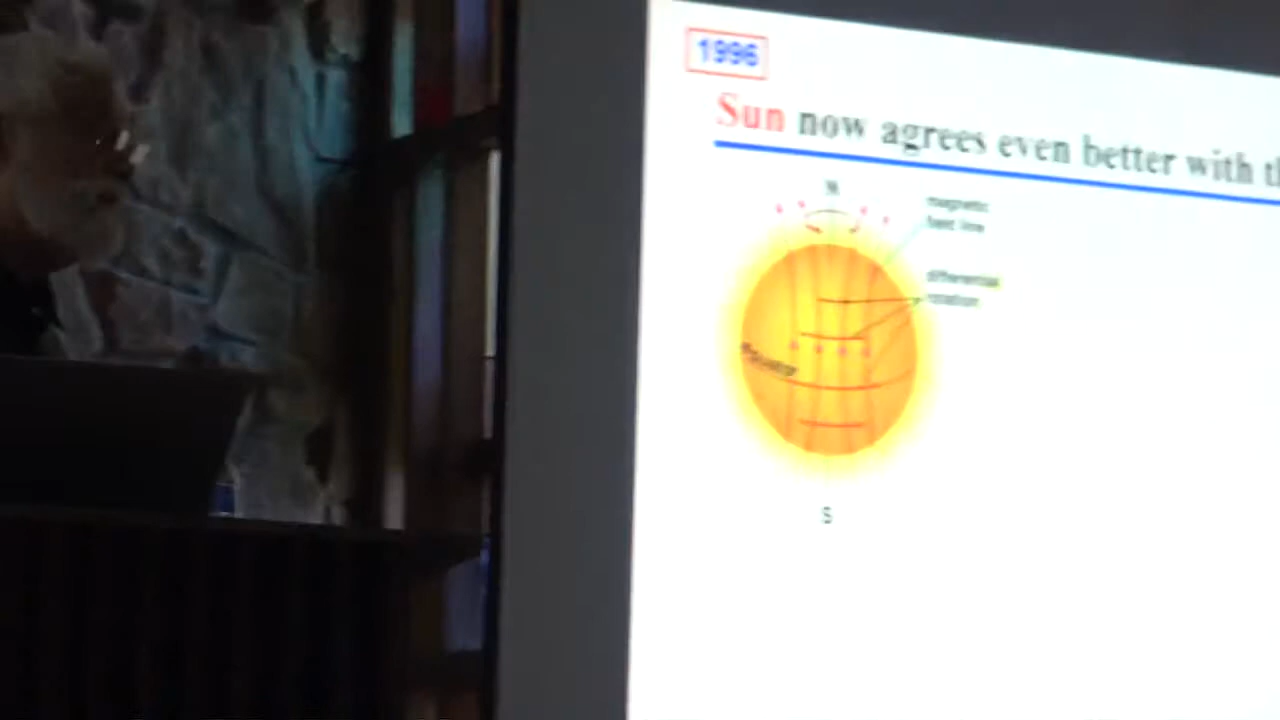 1996
Sun now agrees even better with th
N
magnetic
field line
differential
rotation
S